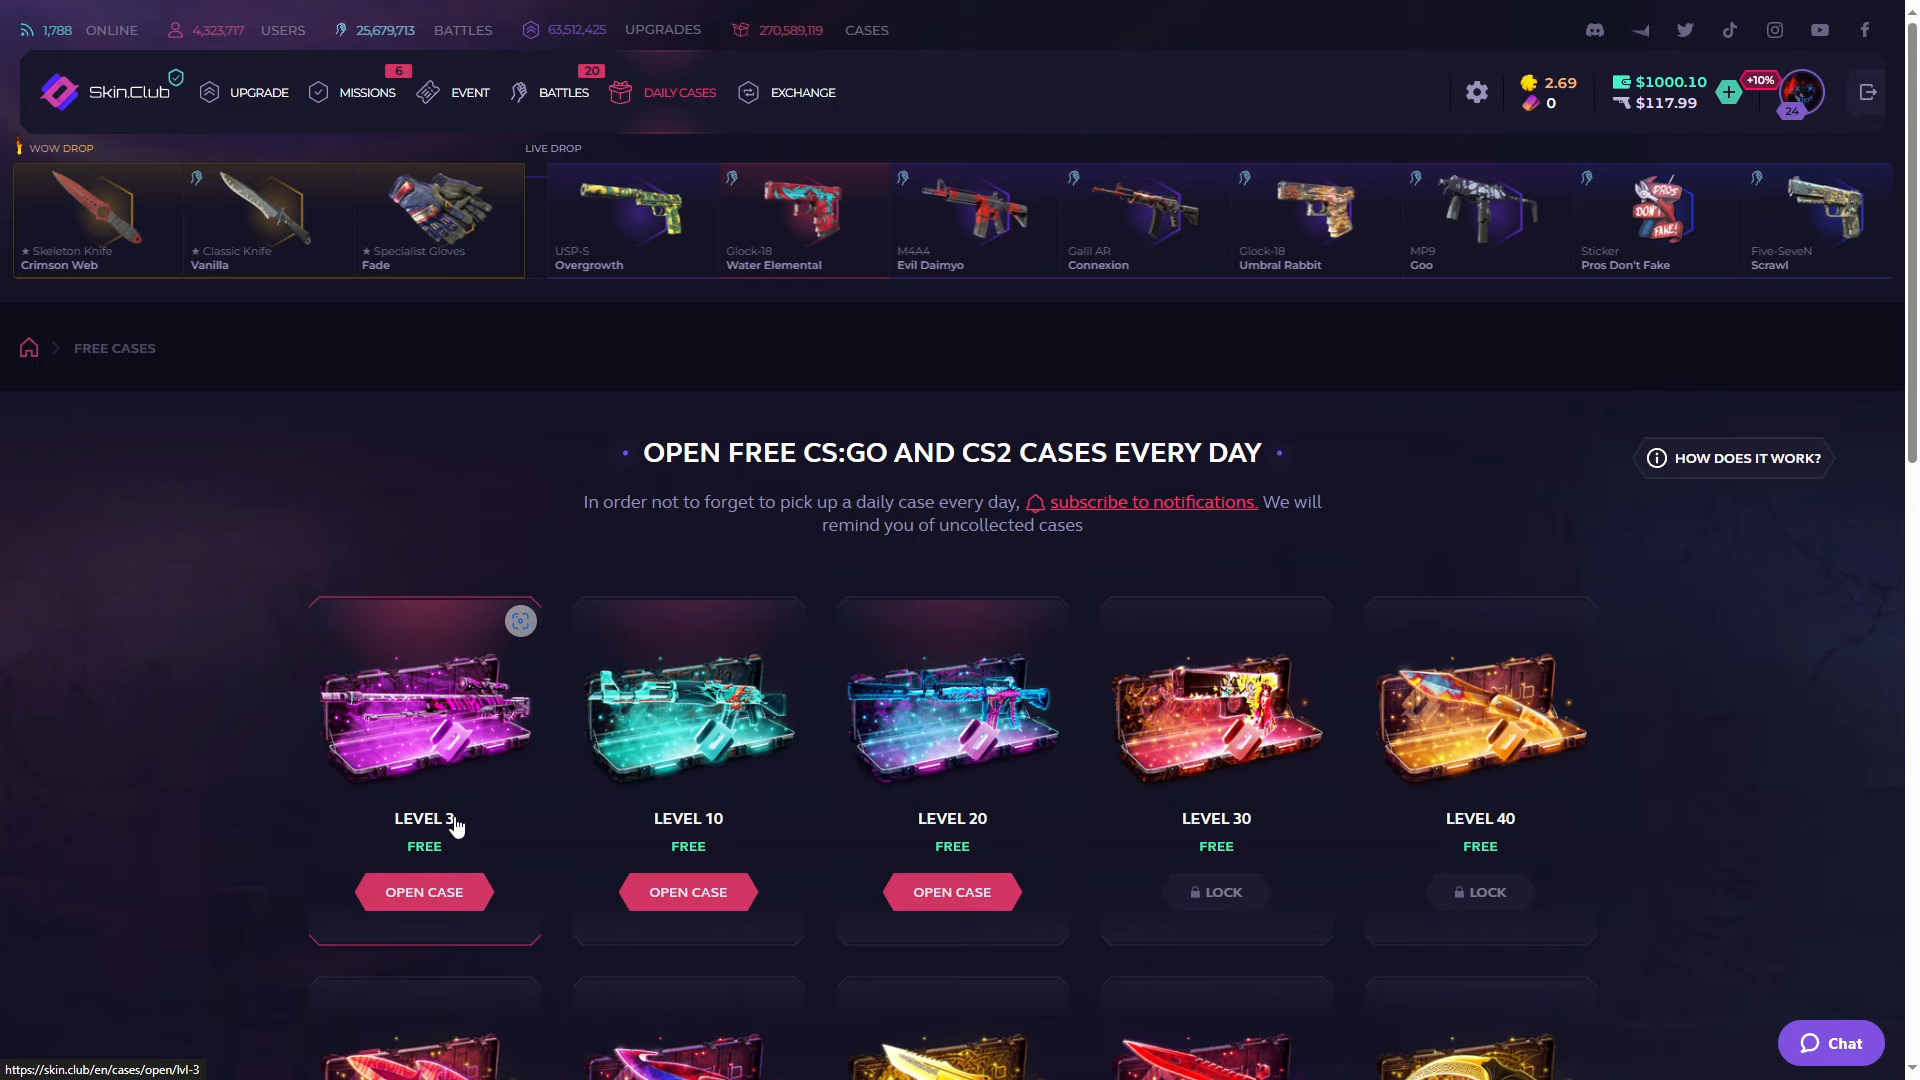 1,788 ONLINE 4,323,717 USERS 25,679,713 BATTLES 63,512,425 UPGRADES 270,589,119 CASES
Skin.Club UPGRADE 6 MISSIONS EVENT 20 BATTLES DAILY CASES EXCHANGE
2.69 $1000.10 +10%
0 $117.99 24
WOW DROP LIVE DROP
★ Skeleton Knife ★ Classic Knife ★ Specialist Gloves USP-S Glock-18 M4A4 Galil AR Glock-18 MP9 Sticker Five-SeveN
Crimson Web Vanilla Fade Overgrowth Water Elemental Evil Daimyo Connexion Umbral Rabbit Goo Pros Don't Fake Scrawl
PROS
DON'T
FAKE!
FREE CASES
OPEN FREE CS:GO AND CS2 CASES EVERY DAY
HOW DOES IT WORK?
In order not to forget to pick up a daily case every day, subscribe to notifications. We will
remind you of uncollected cases
LEVEL 3 LEVEL 10 LEVEL 20 LEVEL 30 LEVEL 40
FREE FREE FREE FREE FREE
OPEN CASE OPEN CASE OPEN CASE LOCK LOCK
Chat
https://skin.club/en/cases/open/lvl-3